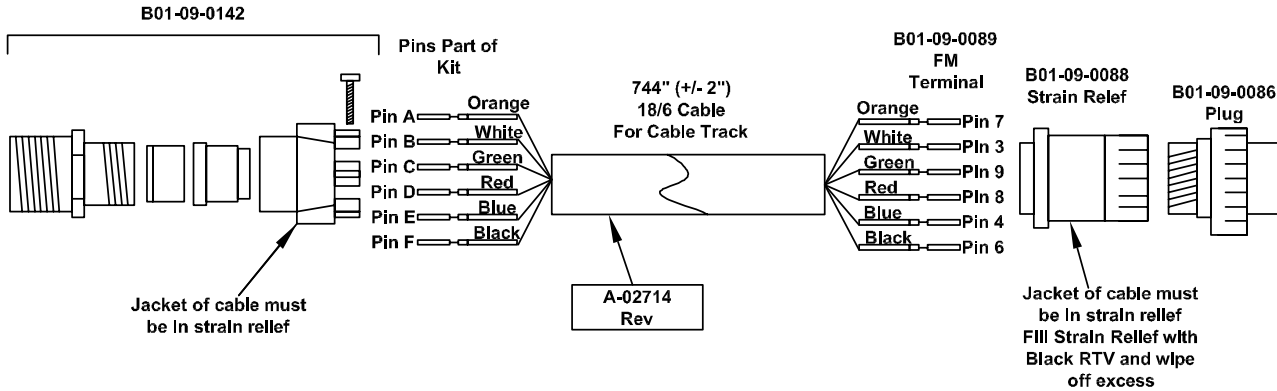 B01-09-0142
Pins Part of
Kit
Pin A
Orange
Pin B
White
Pin C
Green
Pin D
Red
Pin E
Blue
Pin F
Black
Jacket of cable must
be in strain relief
744" (+/- 2")
18/6 Cable
For Cable Track
A-02714
Rev
B01-09-0089
FM
Terminal
Orange
Pin 7
White
Pin 3
Green
Pin 9
Red
Pin 8
Blue
Pin 4
Black
Pin 6
B01-09-0088
Strain Relef
B01-09-0086
Plug
Jacket of cable must
be in strain relief
Fill Strain Relief with
Black RTV and wipe
off excess